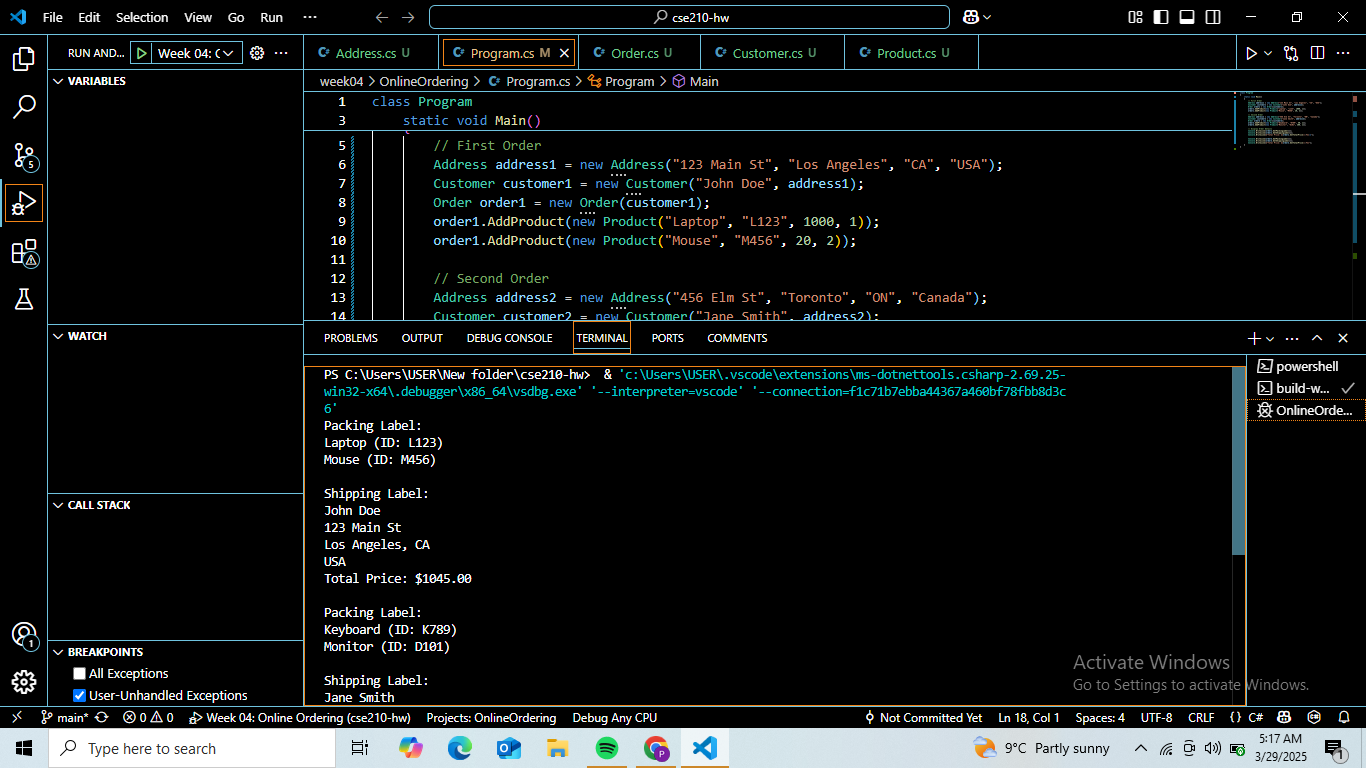 File Edit Selection View Go Run ··· cse210-hw
RUN AND... Week 04: C ···
Address.cs U Program.cs M Order.cs U Customer.cs U Product.cs U ···
week04 > OnlineOrdering > Program.cs > Program > Main
VARIABLES
1 class Program
3 static void Main()
5 // First Order
6 Address address1 = new Address("123 Main St", "Los Angeles", "CA", "USA");
7 Customer customer1 = new Customer("John Doe", address1);
8 Order order1 = new Order(customer1);
9 order1.AddProduct(new Product("Laptop", "L123", 1000, 1));
10 order1.AddProduct(new Product("Mouse", "M456", 20, 2));
11
12 // Second Order
13 Address address2 = new Address("456 Elm St", "Toronto", "ON", "Canada");
14 Customer customer2 = new Customer("Jane Smith", address2);
WATCH
CALL STACK
BREAKPOINTS
All Exceptions
User-Unhandled Exceptions
5
1
PROBLEMS OUTPUT DEBUG CONSOLE TERMINAL PORTS COMMENTS ···
PS C:\Users\USER\New folder\cse210-hw> & 'c:\Users\USER\.vscode\extensions\ms-dotnettools.csharp-2.69.25-
win32-x64\.debugger\x86_64\vsdbg.exe' '--interpreter=vscode' '--connection=f1c71b7ebba44367a460bf78fbb8d3c
6'
Packing Label:
Laptop (ID: L123)
Mouse (ID: M456)
Shipping Label:
John Doe
123 Main St
Los Angeles, CA
USA
Total Price: $1045.00
Packing Label:
Keyboard (ID: K789)
Monitor (ID: D101)
Shipping Label:
Jane Smith
powershell
build-w...
OnlineOrde...
Activate Windows
Go to Settings to activate Windows.
main* 0 0 Week 04: Online Ordering (cse210-hw) Projects: OnlineOrdering Debug Any CPU Not Committed Yet Ln 18, Col 1 Spaces: 4 UTF-8 CRLF {} C#
Type here to search 9°C Partly sunny 5:17 AM
3/29/2025
1